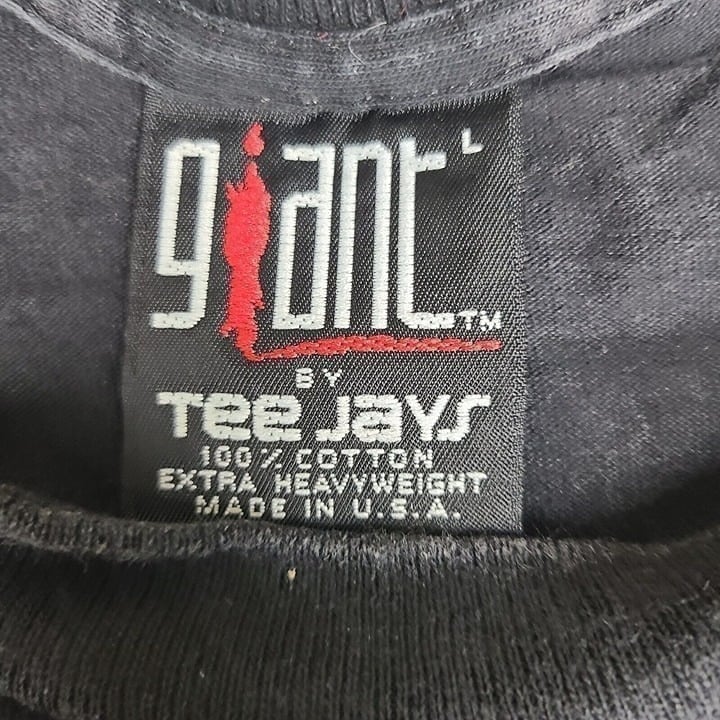 giant L
TM
BY
Tee Jays
100% COTTON
EXTRA HEAVYWEIGHT
MADE IN U.S.A.